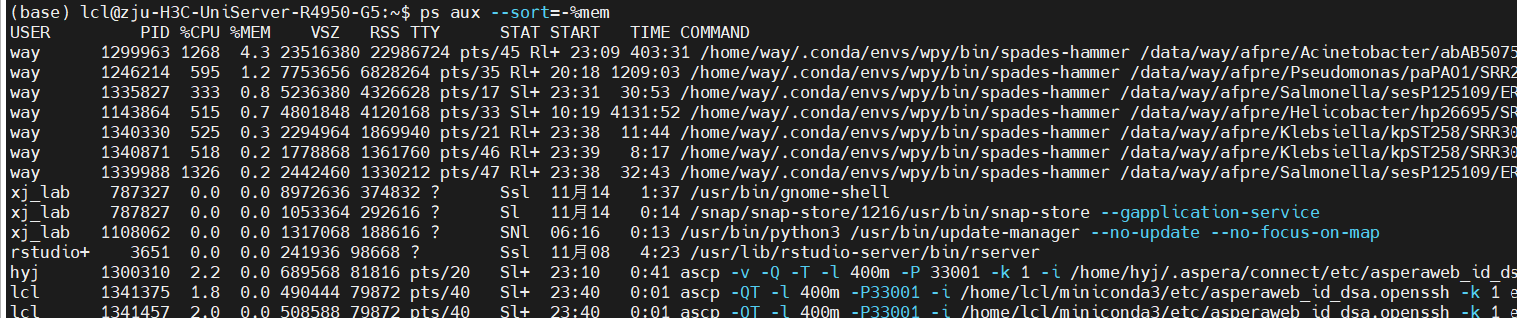 (base) lcl@zju-H3C-UniServer-R4950-G5:~$ ps aux --sort=-%mem
USER PID %CPU %MEM VSZ RSS TTY STAT START TIME COMMAND
way 1299963 1268 4.3 23516380 22986724 pts/45 Rl+ 23:09 403:31 /home/way/.conda/envs/wpy/bin/spades-hammer /data/way/afpre/Acinetobacter/abAB5075
way 1246214 595 1.2 7753656 6828264 pts/35 Rl+ 20:18 1209:03 /home/way/.conda/envs/wpy/bin/spades-hammer /data/way/afpre/Pseudomonas/paPAO1/SRR2
way 1335827 333 0.8 5236380 4326628 pts/17 Sl+ 23:31 30:53 /home/way/.conda/envs/wpy/bin/spades-hammer /data/way/afpre/Salmonella/sesP125109/ER
way 1143864 515 0.7 4801848 4120168 pts/33 Sl+ 10:19 4131:52 /home/way/.conda/envs/wpy/bin/spades-hammer /data/way/afpre/Helicobacter/hp26695/SR
way 1340330 525 0.3 2294964 1869940 pts/21 Rl+ 23:38 11:44 /home/way/.conda/envs/wpy/bin/spades-hammer /data/way/afpre/Klebsiella/kpST258/SRR30
way 1340871 518 0.2 1778868 1361760 pts/46 Rl+ 23:39 8:17 /home/way/.conda/envs/wpy/bin/spades-hammer /data/way/afpre/Klebsiella/kpST258/SRR30
way 1339988 1326 0.2 2442460 1330212 pts/47 Rl+ 23:38 32:43 /home/way/.conda/envs/wpy/bin/spades-hammer /data/way/afpre/Salmonella/sesP125109/ER
xj_lab 787327 0.0 0.0 8972636 374832 ? Ssl 11月14 1:37 /usr/bin/gnome-shell
xj_lab 787827 0.0 0.0 1053364 292616 ? Sl 11月14 0:14 /snap/snap-store/1216/usr/bin/snap-store --gapplication-service
xj_lab 1108062 0.0 0.0 1317068 188616 ? SNl 06:16 0:13 /usr/bin/python3 /usr/bin/update-manager --no-update --no-focus-on-map
rstudio+ 3651 0.0 0.0 241936 98668 ? Ssl 11月08 4:23 /usr/lib/rstudio-server/bin/rserver
hyj 1300310 2.2 0.0 689568 81816 pts/20 Sl+ 23:10 0:41 ascp -v -Q -T -l 400m -P 33001 -k 1 -i /home/hyj/.aspera/connect/etc/asperaweb_id_ds
lcl 1341375 1.8 0.0 490444 79872 pts/40 Sl+ 23:40 0:01 ascp -QT -l 400m -P33001 -i /home/lcl/miniconda3/etc/asperaweb_id_dsa.openssh -k 1 e
lcl 1341457 2.0 0.0 508588 79872 pts/40 Sl+ 23:40 0:01 ascp -QT -l 400m -P33001 -i /home/lcl/miniconda3/etc/asperaweb_id_dsa.openssh -k 1 e